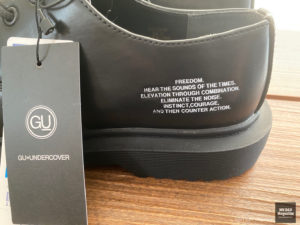 FREEDOM.
HEAR THE SOUNDS OF THE TIMES.
ELEVATION THROUGH COMBINATION.
ELIMINATE THE NOISE.
INSTINCT, COURAGE,
AND THEN COUNTER ACTION.
GU
GU×UNDERCOVER